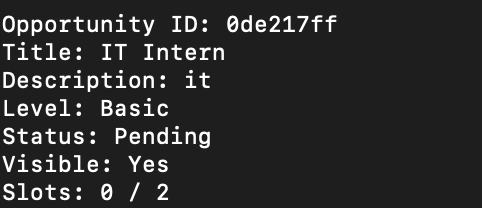 Opportunity ID: 0de217ff
Title: IT Intern
Description: it
Level: Basic
Status: Pending
Visible: Yes
Slots: 0 / 2